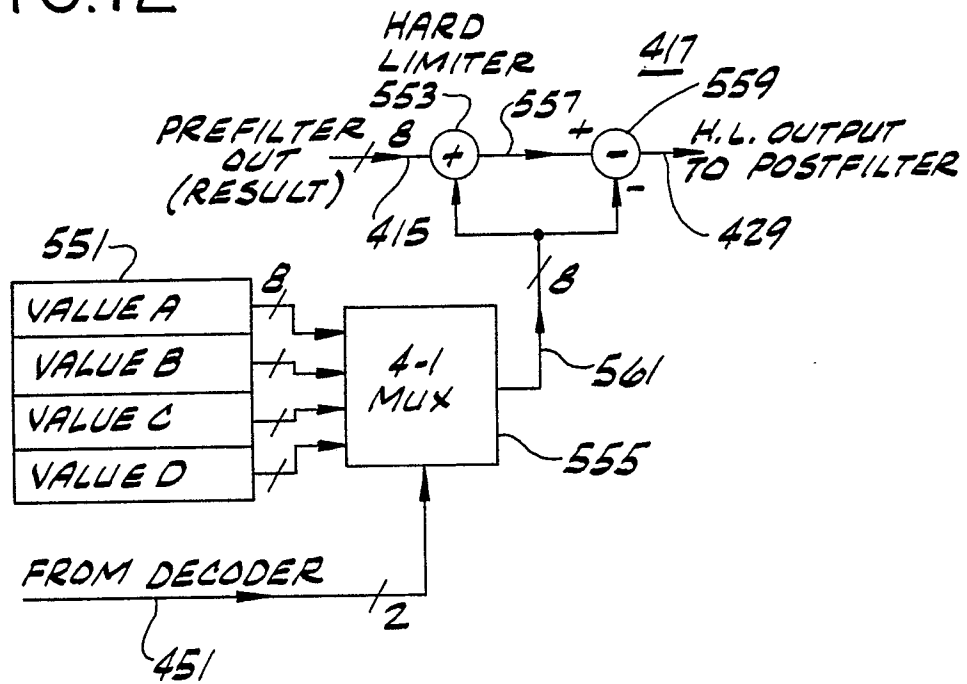 HARD
LIMITER
417
553
557
559
PREFILTER
OUT
(RESULT)
8
+
+
-
-
H.L. OUTPUT
TO POSTFILTER
415
429
551
8
8
VALUE A
VALUE B
VALUE C
VALUE D
4-1
MUX
561
555
FROM DECODER
2
451